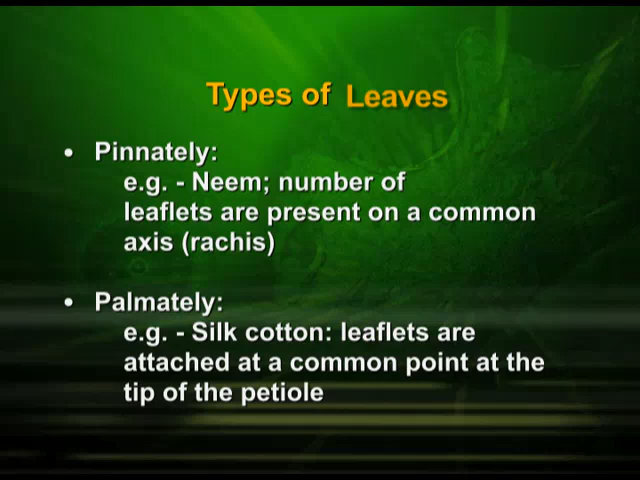 Types of Leaves
• Pinnately:
e.g. - Neem; number of
leaflets are present on a common
axis (rachis)
• Palmately:
e.g. - Silk cotton: leaflets are
attached at a common point at the
tip of the petiole